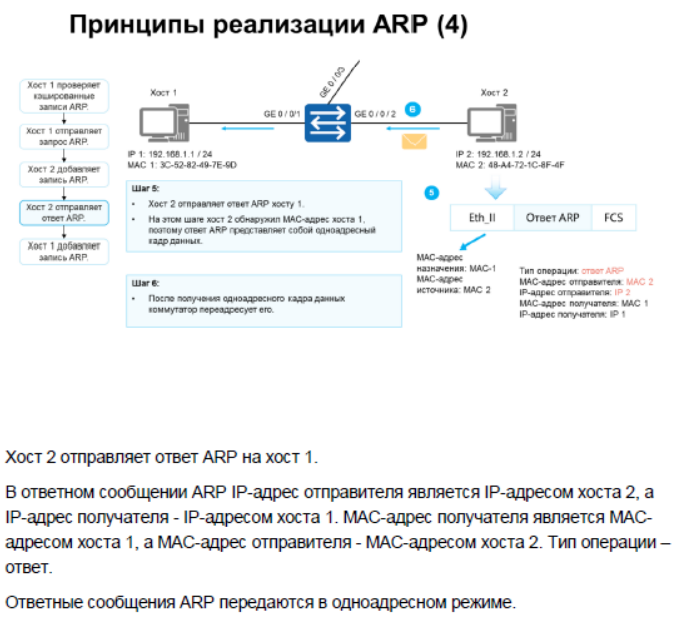 Принципы реализации ARP (4)
Хост 1 проверяет
кэшированные
записи ARP.
Хост 1 отправляет
запрос ARP.
Хост 2 добавляет
запись ARP.
Хост 2 отправляет
ответ ARP.
Хост 1 добавляет
запись ARP.
Хост 1
GE 0 / 0/1
GE 0 / 0/3
GE 0 / 0 / 2
6
Хост 2
IP 1: 192.168.1.1 / 24
MAC 1: 3C-52-82-49-7E-9D
IP 2: 192.168.1.2 / 24
MAC 2: 48-A4-72-1C-8F-4F
Шаг 5:
• Хост 2 отправляет ответ ARP хосту 1.
• На этом шаге хост 2 обнаружил MAC-адрес хоста 1,
поэтому ответ ARP представляет собой одноадресный
кадр данных.
Шаг 6:
• После получения одноадресного кадра данных
коммутатор переадресует его.
5
Eth_II
Ответ ARP
FCS
MAC-адрес
назначения: MAC-1
MAC-адрес
источника: MAC 2
Тип операции: ответ ARP
MAC-адрес отправителя: MAC 2
IP-адрес отправителя: IP 2
MAC-адрес получателя: MAC 1
IP-адрес получателя: IP 1
Хост 2 отправляет ответ ARP на хост 1.
В ответном сообщении ARP IP-адрес отправителя является IP-адресом хоста 2, а
IP-адрес получателя - IP-адресом хоста 1. MAC-адрес получателя является MAC-
адресом хоста 1, а MAC-адрес отправителя - MAC-адресом хоста 2. Тип операции –
ответ.
Ответные сообщения ARP передаются в одноадресном режиме.